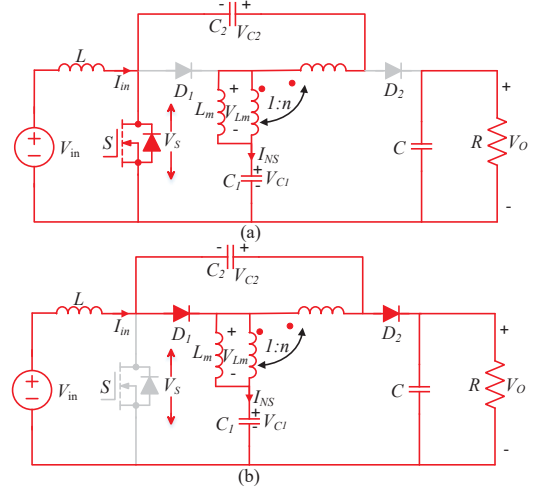 - +
C2 VC2
L
Iin
D1
D2
+
Lm
VLm
1:n
+
Vin
S
VS
-
INS
C
R
VO
C1
+
-
VC1
-
(a)
- +
C2 VC2
L
Iin
D1
D2
+
Lm
VLm
1:n
+
Vin
S
VS
-
INS
C
R
VO
C1
+
-
VC1
-
(b)